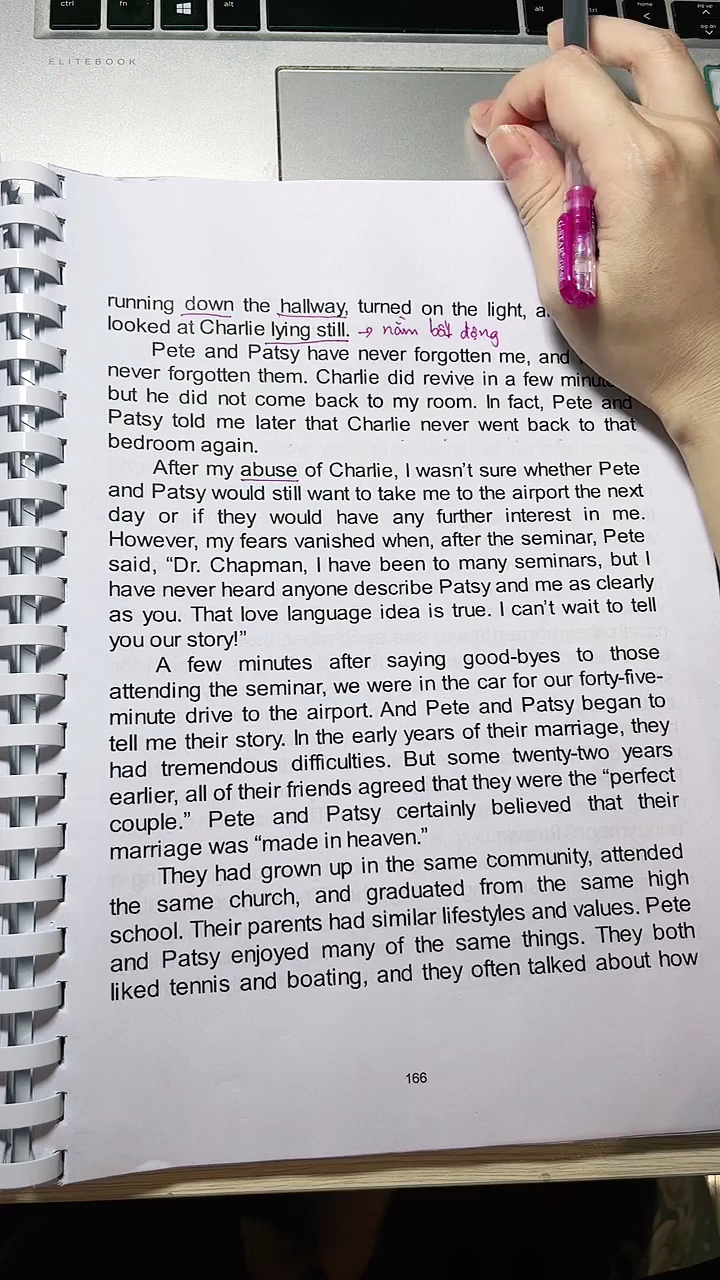 ctrl fn alt alt ctrl home pg up pg dn
ELITEBOOK
running down the hallway, turned on the light,
looked at Charlie lying still. → nằm bất động
Pete and Patsy have never forgotten me, and
never forgotten them. Charlie did revive in a few
but he did not come back to my room. In fact, Pete and
Patsy told me later that Charlie never went back to that
bedroom again.
After my abuse of Charlie, I wasn't sure whether Pete
and Patsy would still want to take me to the airport the next
day or if they would have any further interest in me.
However, my fears vanished when, after the seminar, Pete
said, “Dr. Chapman, I have been to many seminars, but I
have never heard anyone describe Patsy and me as clearly
as you. That love language idea is true. I can't wait to tell
you our story!”
A few minutes after saying good-byes to those
attending the seminar, we were in the car for our forty-five-
minute drive to the airport. And Pete and Patsy began to
tell me their story. In the early years of their marriage, they
had tremendous difficulties. But some twenty-two years
earlier, all of their friends agreed that they were the “perfect
couple.” Pete and Patsy certainly believed that their
marriage was “made in heaven.”
They had grown up in the same community, attended
the same church, and graduated from the same high
school. Their parents had similar lifestyles and values. Pete
and Patsy enjoyed many of the same things. They both
liked tennis and boating, and they often talked about how
166